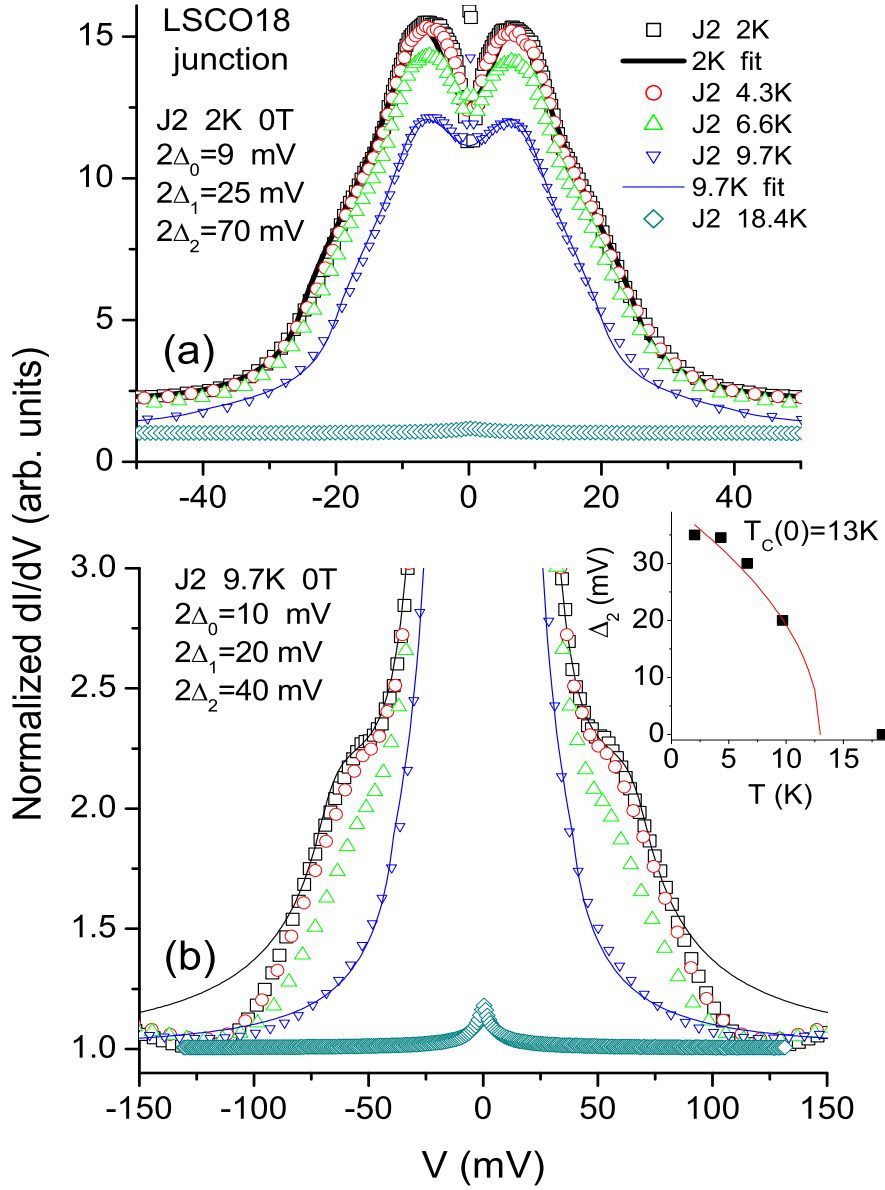 LSCO18
junction
J2 2K 0T
2Δ₀=9 mV
2Δ₁=25 mV
2Δ₂=70 mV
J2 2K
2K fit
J2 4.3K
J2 6.6K
J2 9.7K
9.7K fit
J2 18.4K
(a)
15
10
5
0
-40 -20 0 20 40
Normalized dI/dV (arb. units)
J2 9.7K 0T
2Δ₀=10 mV
2Δ₁=20 mV
2Δ₂=40 mV
(b)
3.0
2.5
2.0
1.5
1.0
-150 -100 -50 0 50 100 150
V (mV)
T_C(0)=13K
Δ₂ (mV)
30
20
10
0
0 5 10 15
T (K)